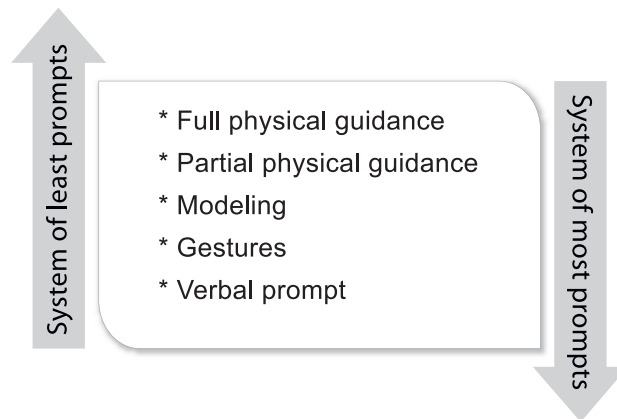 System of least prompts
* Full physical guidance
* Partial physical guidance
* Modeling
* Gestures
* Verbal prompt
System of most prompts